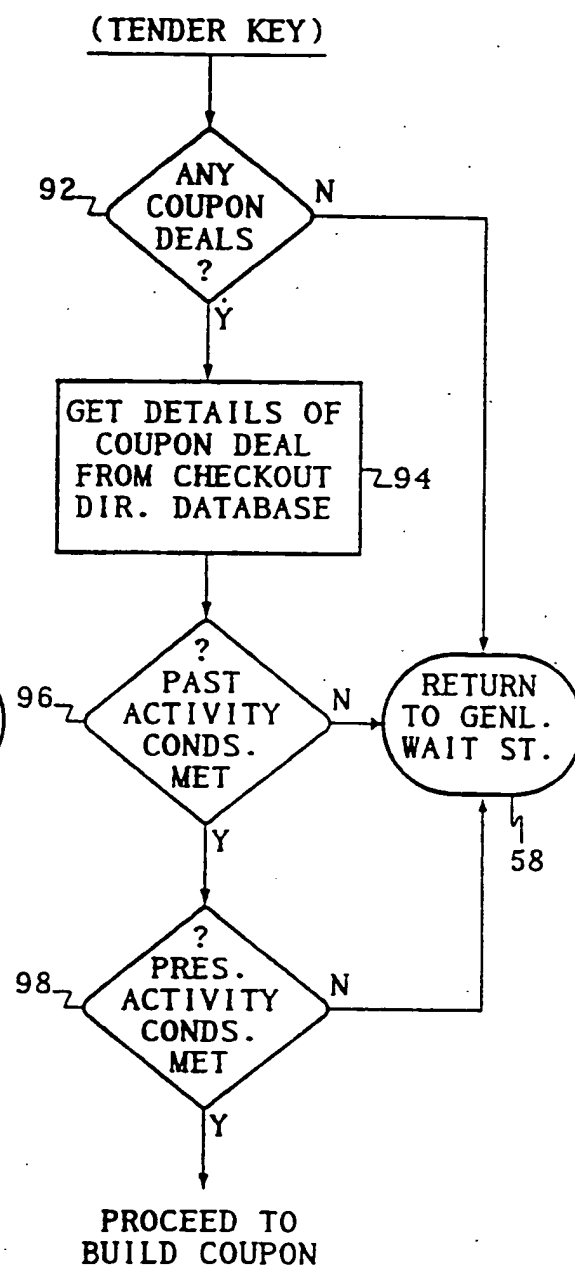 (TENDER KEY)
92
ANY
COUPON
DEALS
?
N
Y
GET DETAILS OF
COUPON DEAL
FROM CHECKOUT
DIR. DATABASE
94
96
?
PAST
ACTIVITY
CONDS.
MET
N
RETURN
TO GENL.
WAIT ST.
58
Y
98
?
PRES.
ACTIVITY
CONDS.
MET
N
Y
PROCEED TO
BUILD COUPON